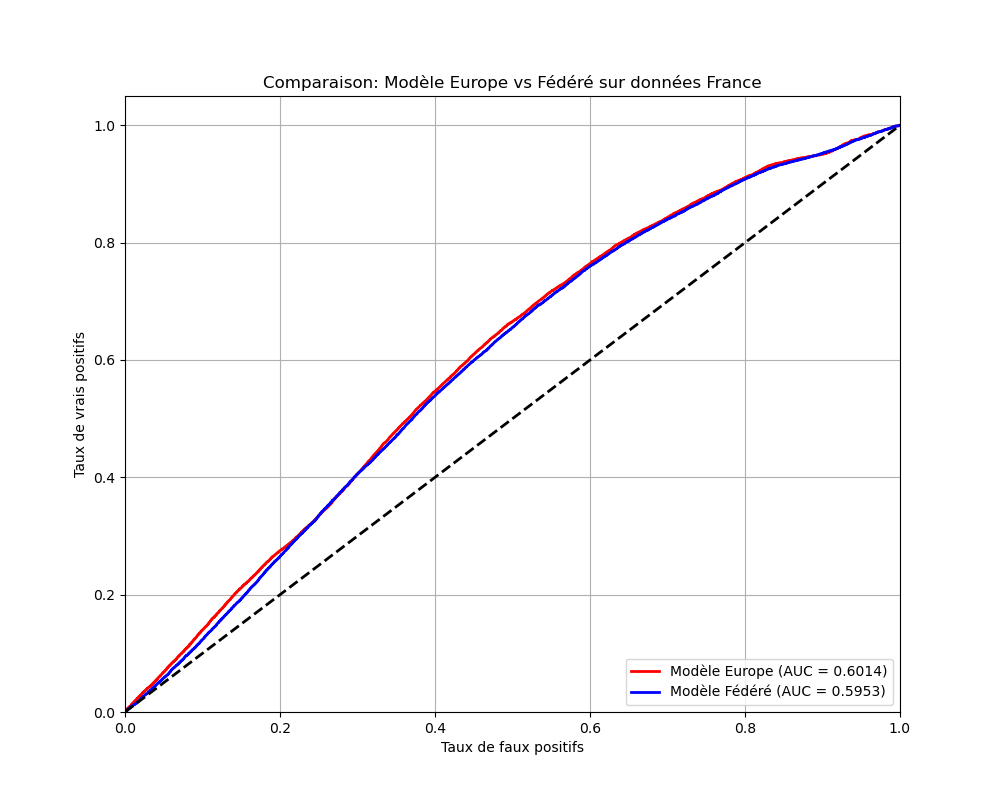 Comparaison: Modèle Europe vs Fédéré sur données France
Taux de vrais positifs
1.0
0.8
0.6
0.4
0.2
0.0
0.0 0.2 0.4 0.6 0.8 1.0
Taux de faux positifs
Modèle Europe (AUC = 0.6014)
Modèle Fédéré (AUC = 0.5953)